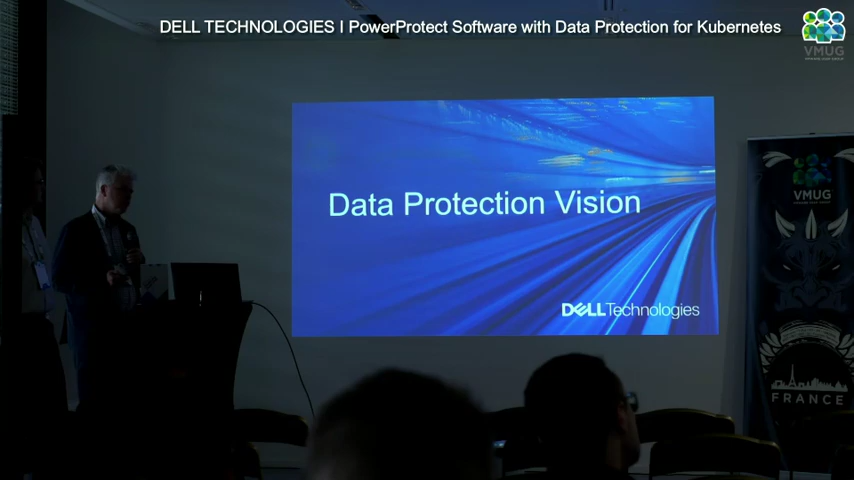 DELL TECHNOLOGIES I PowerProtect Software with Data Protection for Kubernetes
VMUG
Data Protection Vision
DELLTechnologies
VMUG
FRANCE